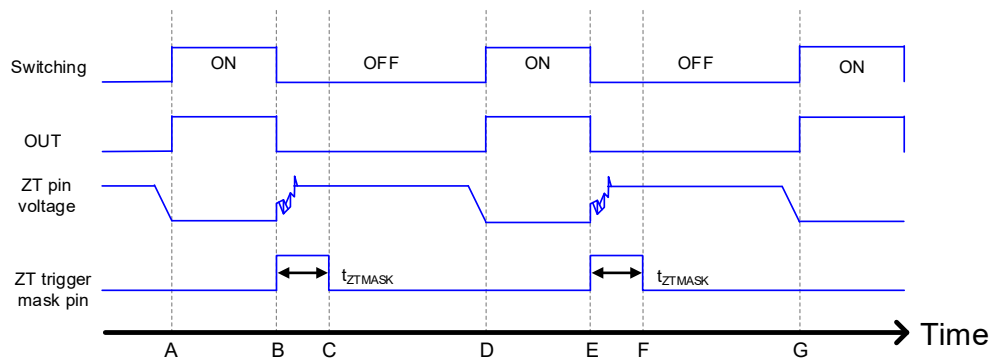 Switching
ON
OFF
ON
OFF
ON
OUT
ZT pin
voltage
ZT trigger
mask pin
tZTMASK
tZTMASK
Time
A
B
C
D
E
F
G